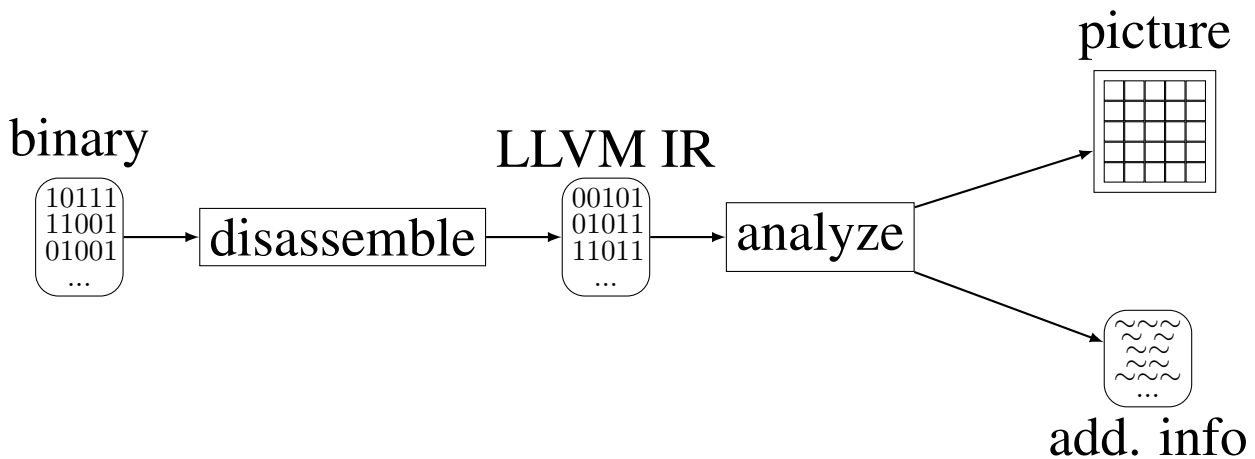 picture
binary
LLVM IR
10111
11001
01001
...
disassemble
00101
01011
11011
...
analyze
~~~
~ ~
~~
~~
~~~
...
add. info